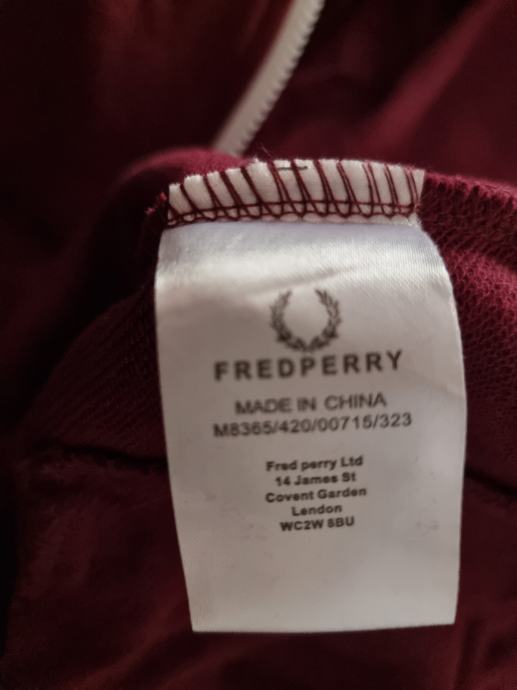 FREDPERRY
MADE IN CHINA
M8365/420/00715/323
Fred perry Ltd
14 James St
Covent Garden
London
WC2W 8BU